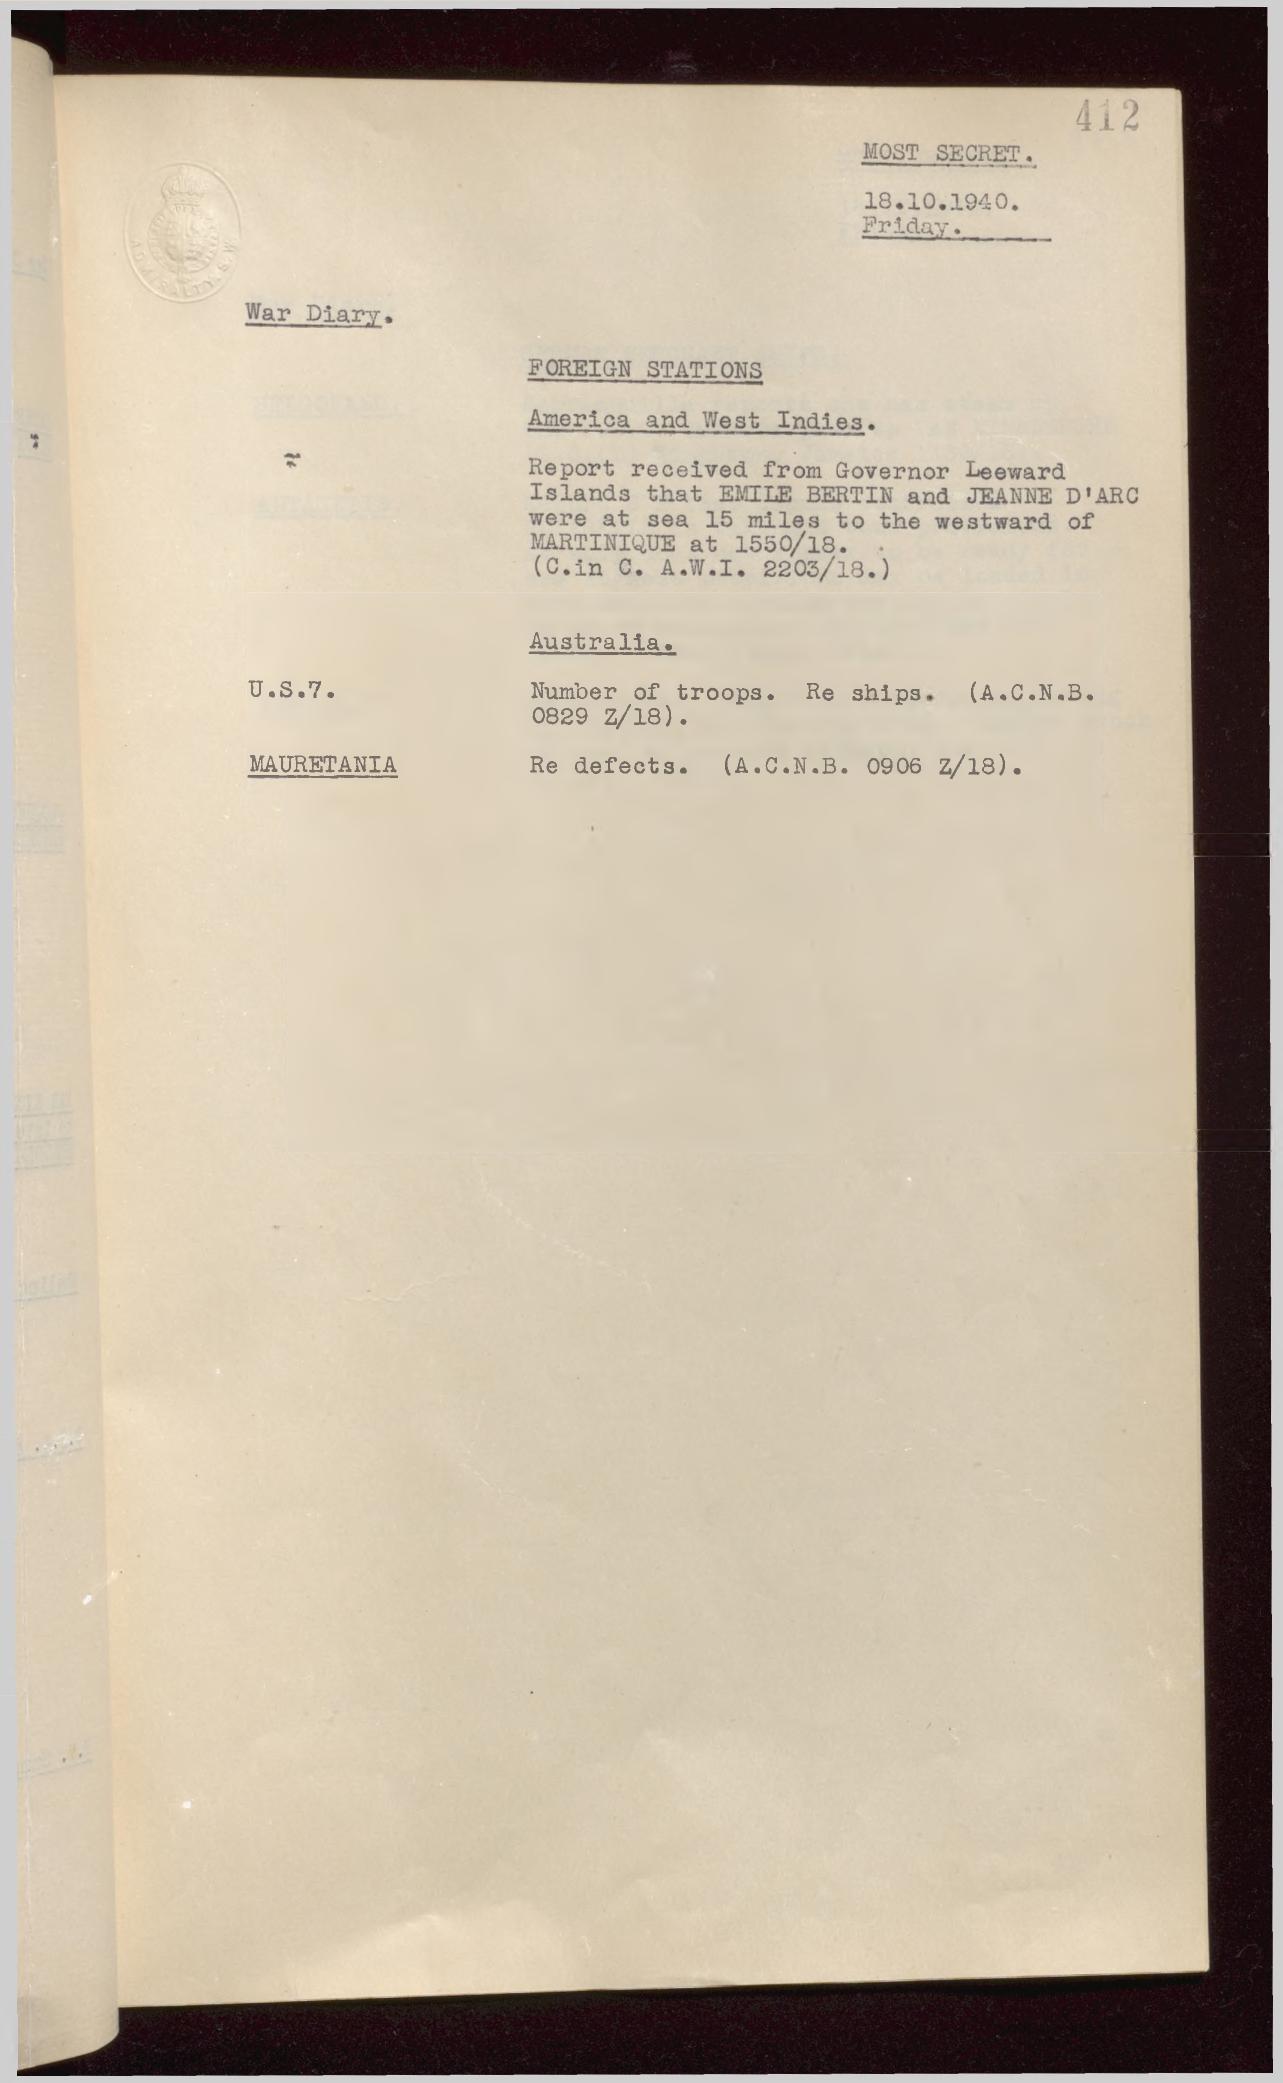 412
MOST SECRET.
18.10.1940.
Friday.
ADMIRALTY. S.W
War Diary.
FOREIGN STATIONS
America and West Indies.
Report received from Governor Leeward
Islands that EMILE BERTIN and JEANNE D'ARC
were at sea 15 miles to the westward of
MARTINIQUE at 1550/18.
(C.in C. A.W.I. 2203/18.)
Australia.
U.S.7. Number of troops. Re ships. (A.C.N.B.
0829 Z/18).
MAURETANIA Re defects. (A.C.N.B. 0906 Z/18).